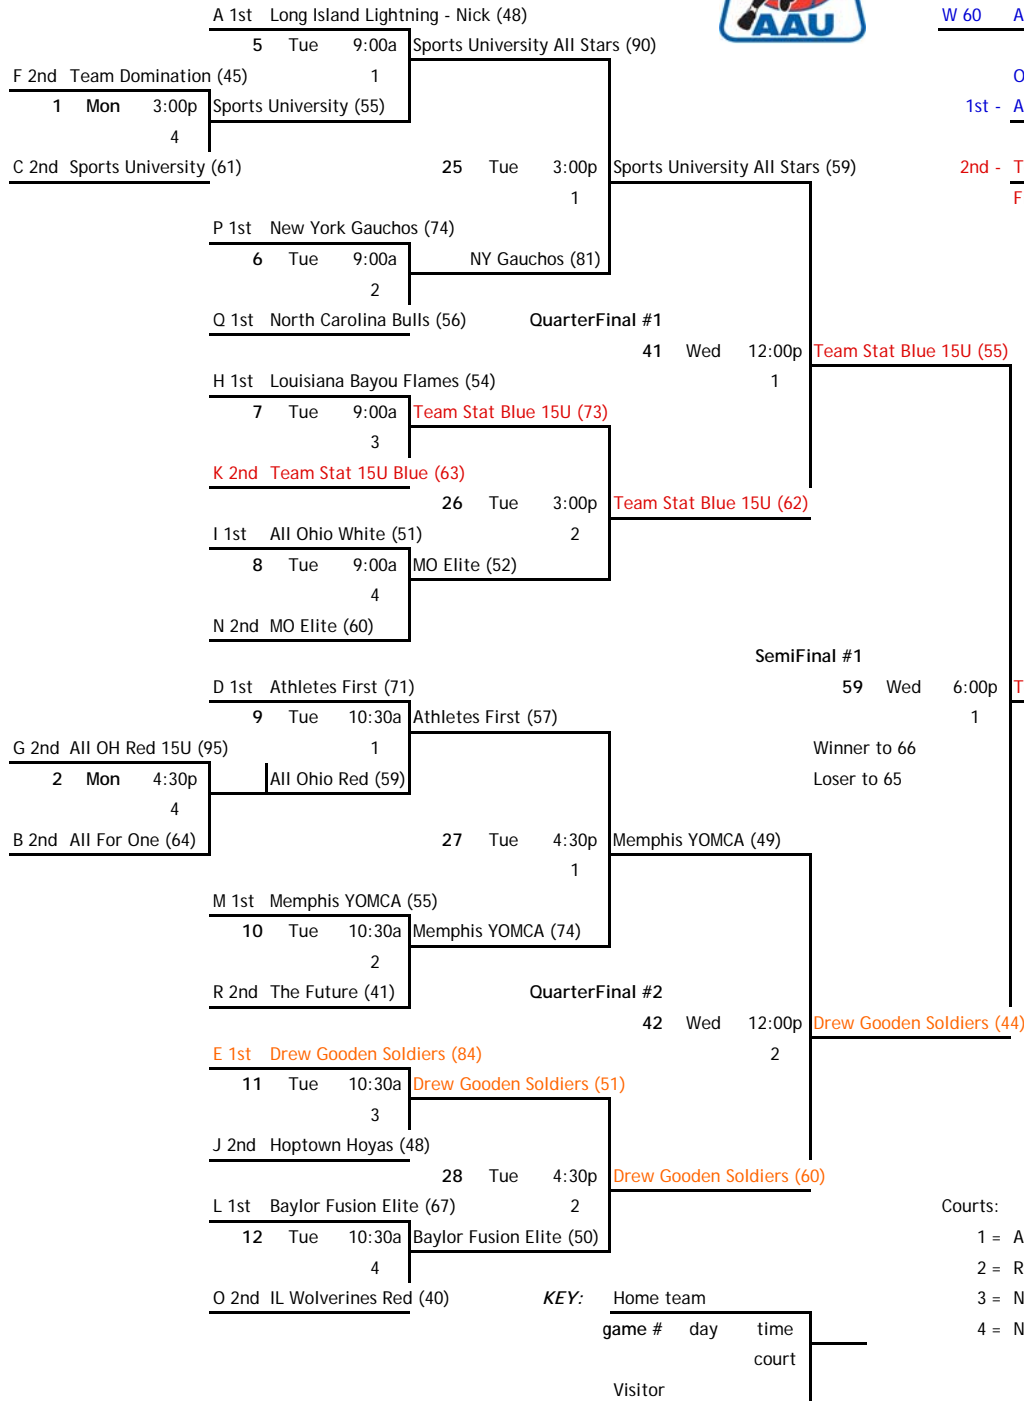 A 1st Long Island Lightning - Nick (48)
AAU
W 60 A
5 Tue 9:00a Sports University All Stars (90)
F 2nd Team Domination (45) 1
O
1 Mon 3:00p Sports University (55)
1st - A
4
C 2nd Sports University (61)
25 Tue 3:00p Sports University All Stars (59)
2nd - T
1
F
P 1st New York Gauchos (74)
6 Tue 9:00a NY Gauchos (81)
2
Q 1st North Carolina Bulls (56)
QuarterFinal #1
41 Wed 12:00p Team Stat Blue 15U (55)
H 1st Louisiana Bayou Flames (54)
1
7 Tue 9:00a Team Stat Blue 15U (73)
3
K 2nd Team Stat 15U Blue (63)
26 Tue 3:00p Team Stat Blue 15U (62)
I 1st All Ohio White (51)
2
8 Tue 9:00a MO Elite (52)
4
N 2nd MO Elite (60)
SemiFinal #1
D 1st Athletes First (71)
59 Wed 6:00p T
9 Tue 10:30a Athletes First (57)
1
G 2nd All OH Red 15U (95) 1
Winner to 66
2 Mon 4:30p All Ohio Red (59)
Loser to 65
4
B 2nd All For One (64)
27 Tue 4:30p Memphis YOMCA (49)
1
M 1st Memphis YOMCA (55)
10 Tue 10:30a Memphis YOMCA (74)
2
R 2nd The Future (41)
QuarterFinal #2
42 Wed 12:00p Drew Gooden Soldiers (44)
E 1st Drew Gooden Soldiers (84)
2
11 Tue 10:30a Drew Gooden Soldiers (51)
3
J 2nd Hoptown Hoyas (48)
28 Tue 4:30p Drew Gooden Soldiers (60)
L 1st Baylor Fusion Elite (67)
2
Courts:
12 Tue 10:30a Baylor Fusion Elite (50)
1 = A
4
2 = R
O 2nd IL Wolverines Red (40)
KEY: Home team
3 = N
game # day time
4 = N
court
Visitor